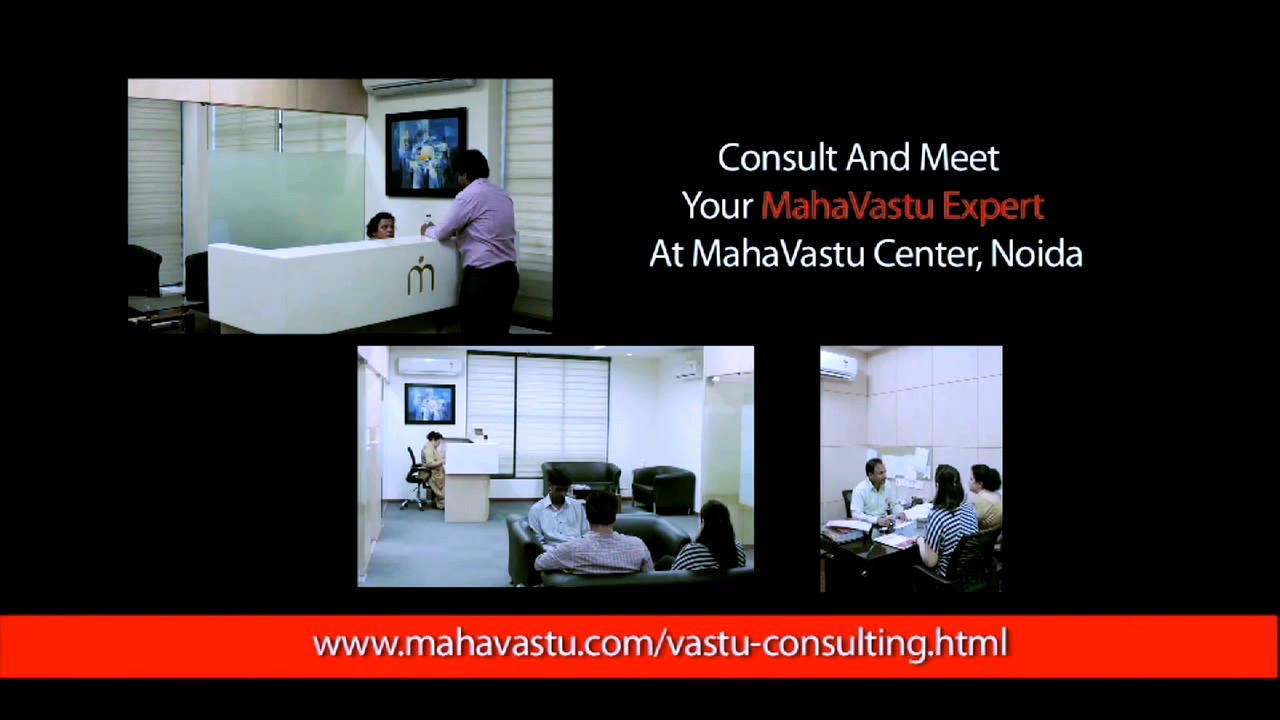 Consult And Meet
Your MahaVastu Expert
At MahaVastu Center, Noida
www.mahavastu.com/vastu-consulting.html